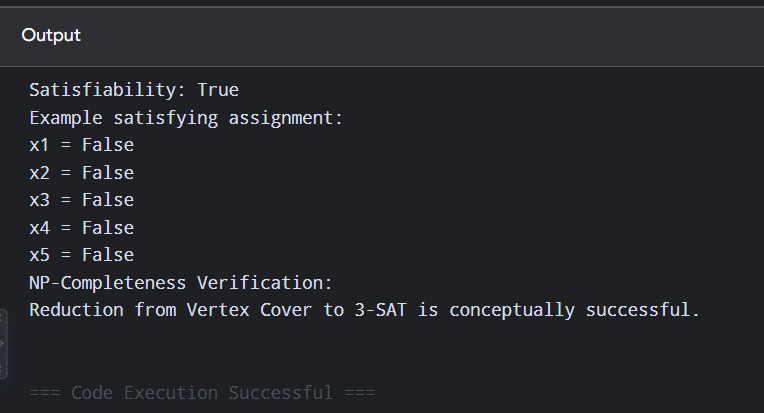 Output
Satisfiability: True
Example satisfying assignment:
x1 = False
x2 = False
x3 = False
x4 = False
x5 = False
NP-Completeness Verification:
Reduction from Vertex Cover to 3-SAT is conceptually successful.
=== Code Execution Successful ===